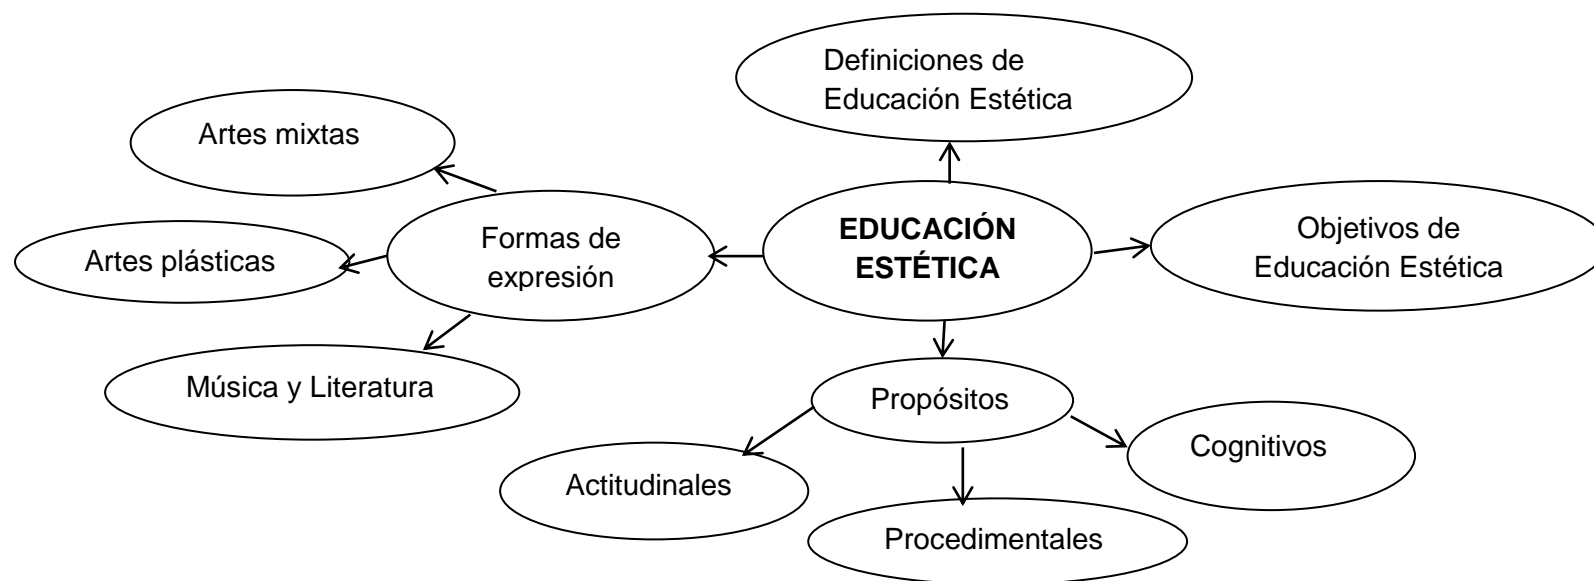 Definiciones de
Educación Estética
Artes mixtas
EDUCACIÓN
ESTÉTICA
Objetivos de
Educación Estética
Formas de
expresión
Artes plásticas
Música y Literatura
Propósitos
Cognitivos
Actitudinales
Procedimentales